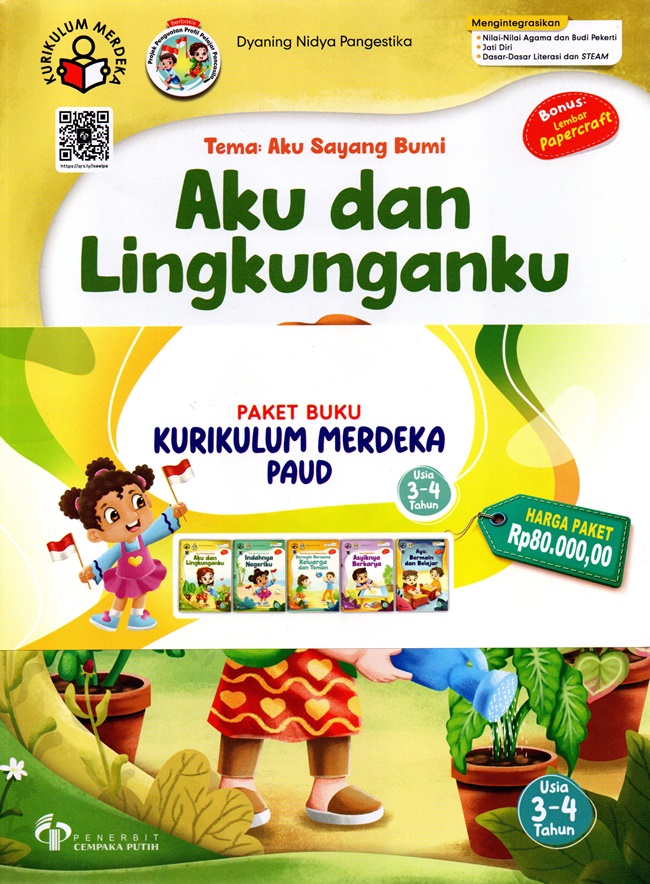 KURIKULUM MERDEKA
Berbasis
Projek Penguatan Profil Pelajar Pancasila
Dyaning Nidya Pangestika
Mengintegrasikan
• Nilai-Nilai Agama dan Budi Pekerti
• Jati Diri
• Dasar-Dasar Literasi dan STEAM
Bonus:
Lembar
Papercraft
Tema: Aku Sayang Bumi
Aku dan
Lingkunganku
PAKET BUKU
KURIKULUM MERDEKA
PAUD
Usia
3-4
Tahun
HARGA PAKET
Rp80.000,00
Aku dan
Lingkunganku
Indahnya
Negeriku
Bermain Bersama
Keluarga
dan Teman
Asyiknya
Berkarya
Ayo, Bermain
dan Belajar
Usia
3-4
Tahun
PENERBIT
CEMPAKA PUTIH